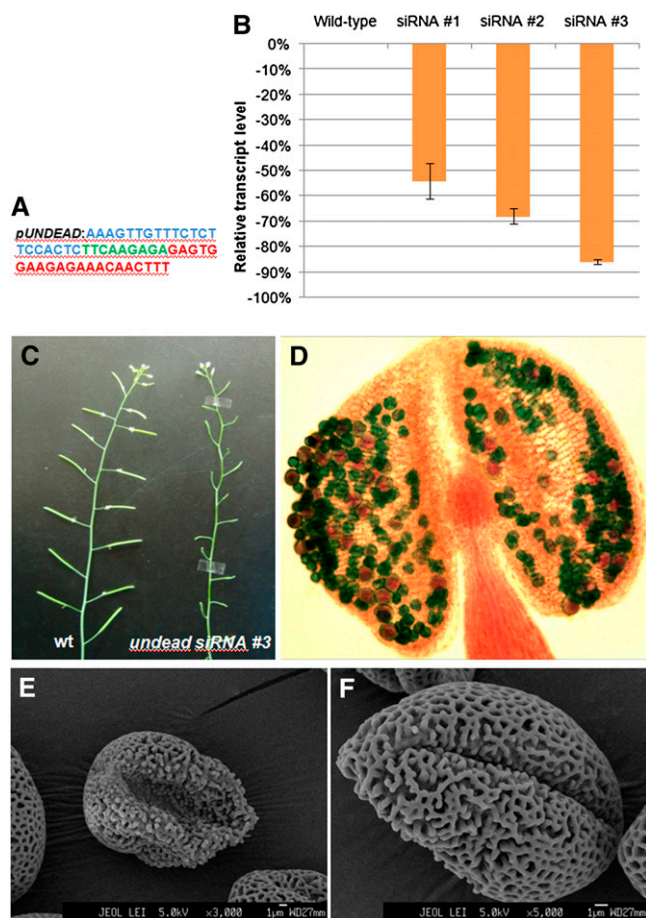 A
pUNDEAD:AAAGTTGTTTCTCT
TCCACTCTTCAAGAGAGAGTG
GAAGAGAAACAACTTT
B
Wild-type siRNA #1 siRNA #2 siRNA #3
Relative transcript level
0%
-10%
-20%
-30%
-40%
-50%
-60%
-70%
-80%
-90%
-100%
C
wt undead siRNA #3
D
E
JEOL LEI 5.0kV x3,000 1µm WD27mm
F
JEOL LEI 5.0kV x5,000 1µm WD27mm